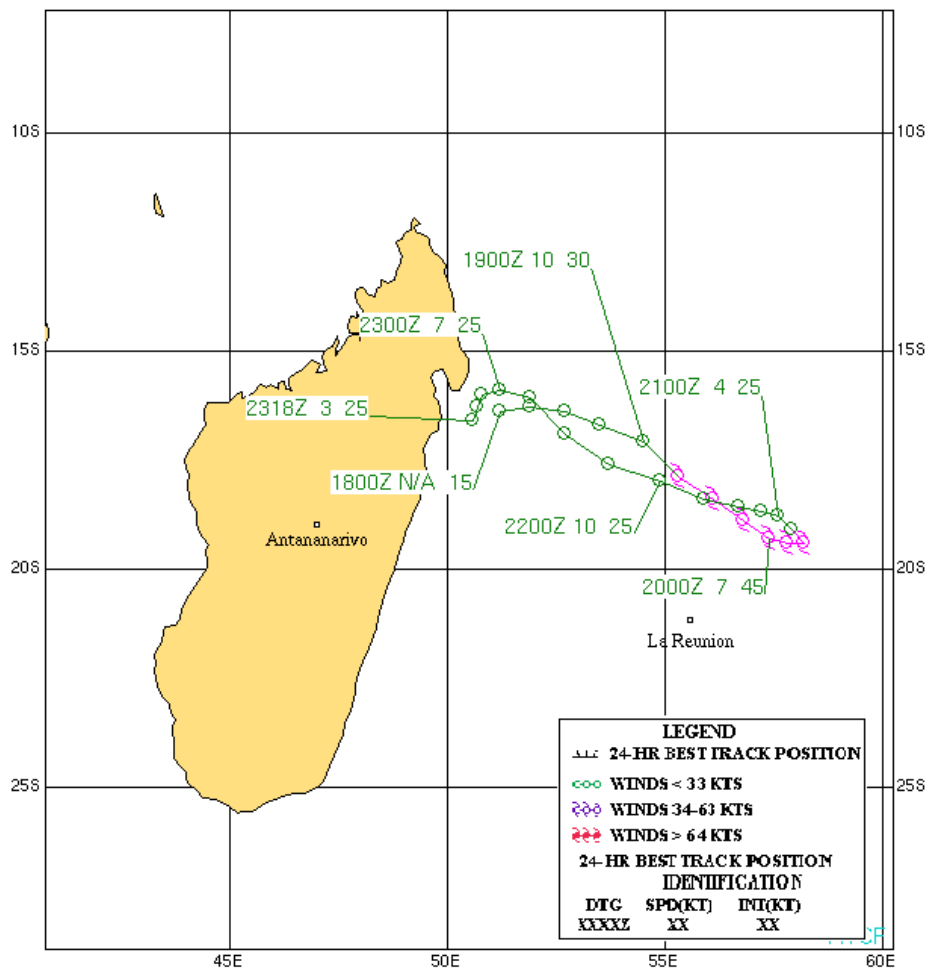 1900Z 10 30
10S
10S
2300Z 7 25
15S
15S
2100Z 4 25
2318Z 3 25
1800Z N/A 15
2200Z 10 25
Antananarivo
20S
20S
2000Z 7 45
La Reunion
LEGEND
24-HR BEST TRACK POSITION
25S
25S
WINDS < 33 KTS
WINDS 34-63 KTS
WINDS > 64 KTS
24-HR BEST TRACK POSITION
IDENTIFICATION
DTG SPD(KT) INT(KT)
XXXXZ XX XX
45E 50E 55E 60E